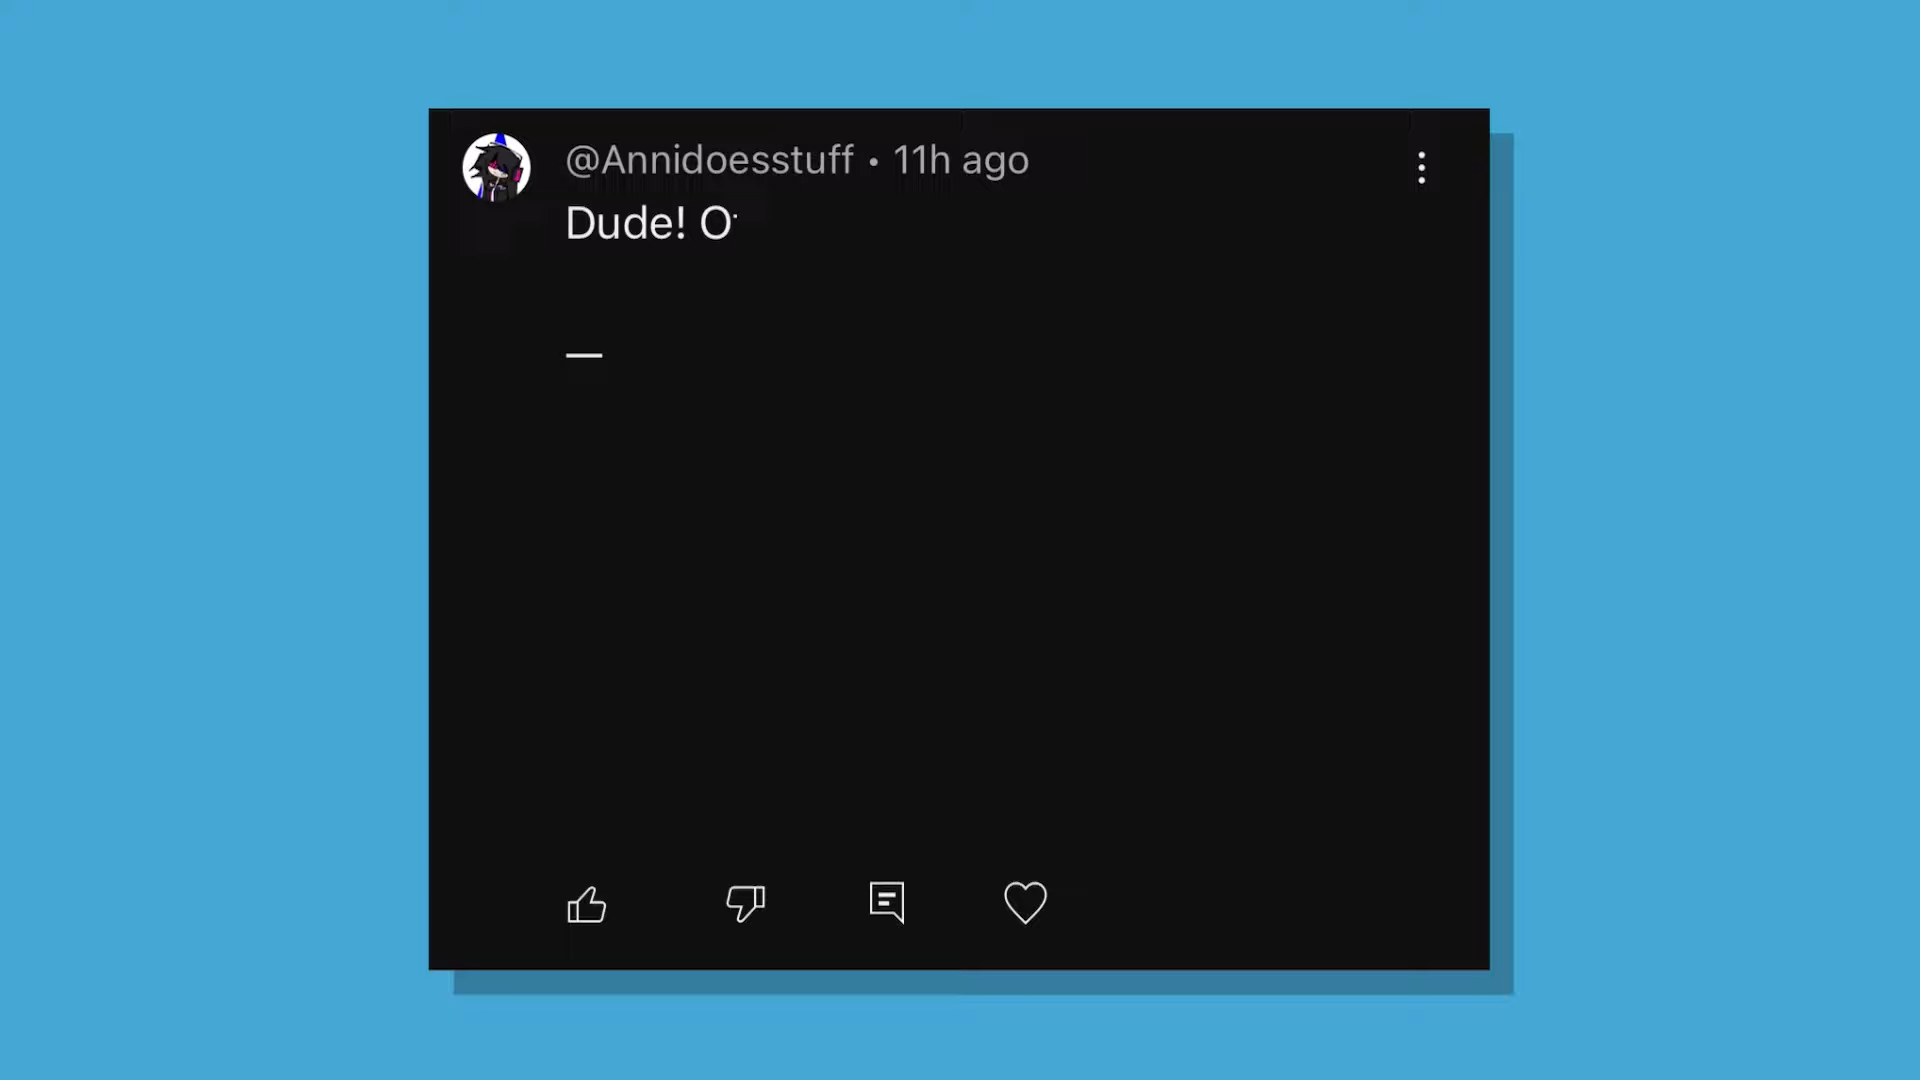 @Annidoesstuff • 11h ago
Dude! O
—